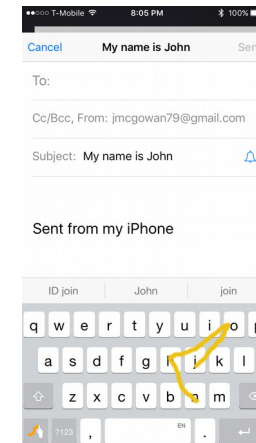 T-Mobile 8:05 PM 100%
Cancel My name is John Sen
To:
Cc/Bcc, From: jmcgowan79@gmail.com
Subject: My name is John
Sent from my iPhone
ID join John join
q w e r t y u i o p
a s d f g h j k l
z x c v b n m
?123 , EN .